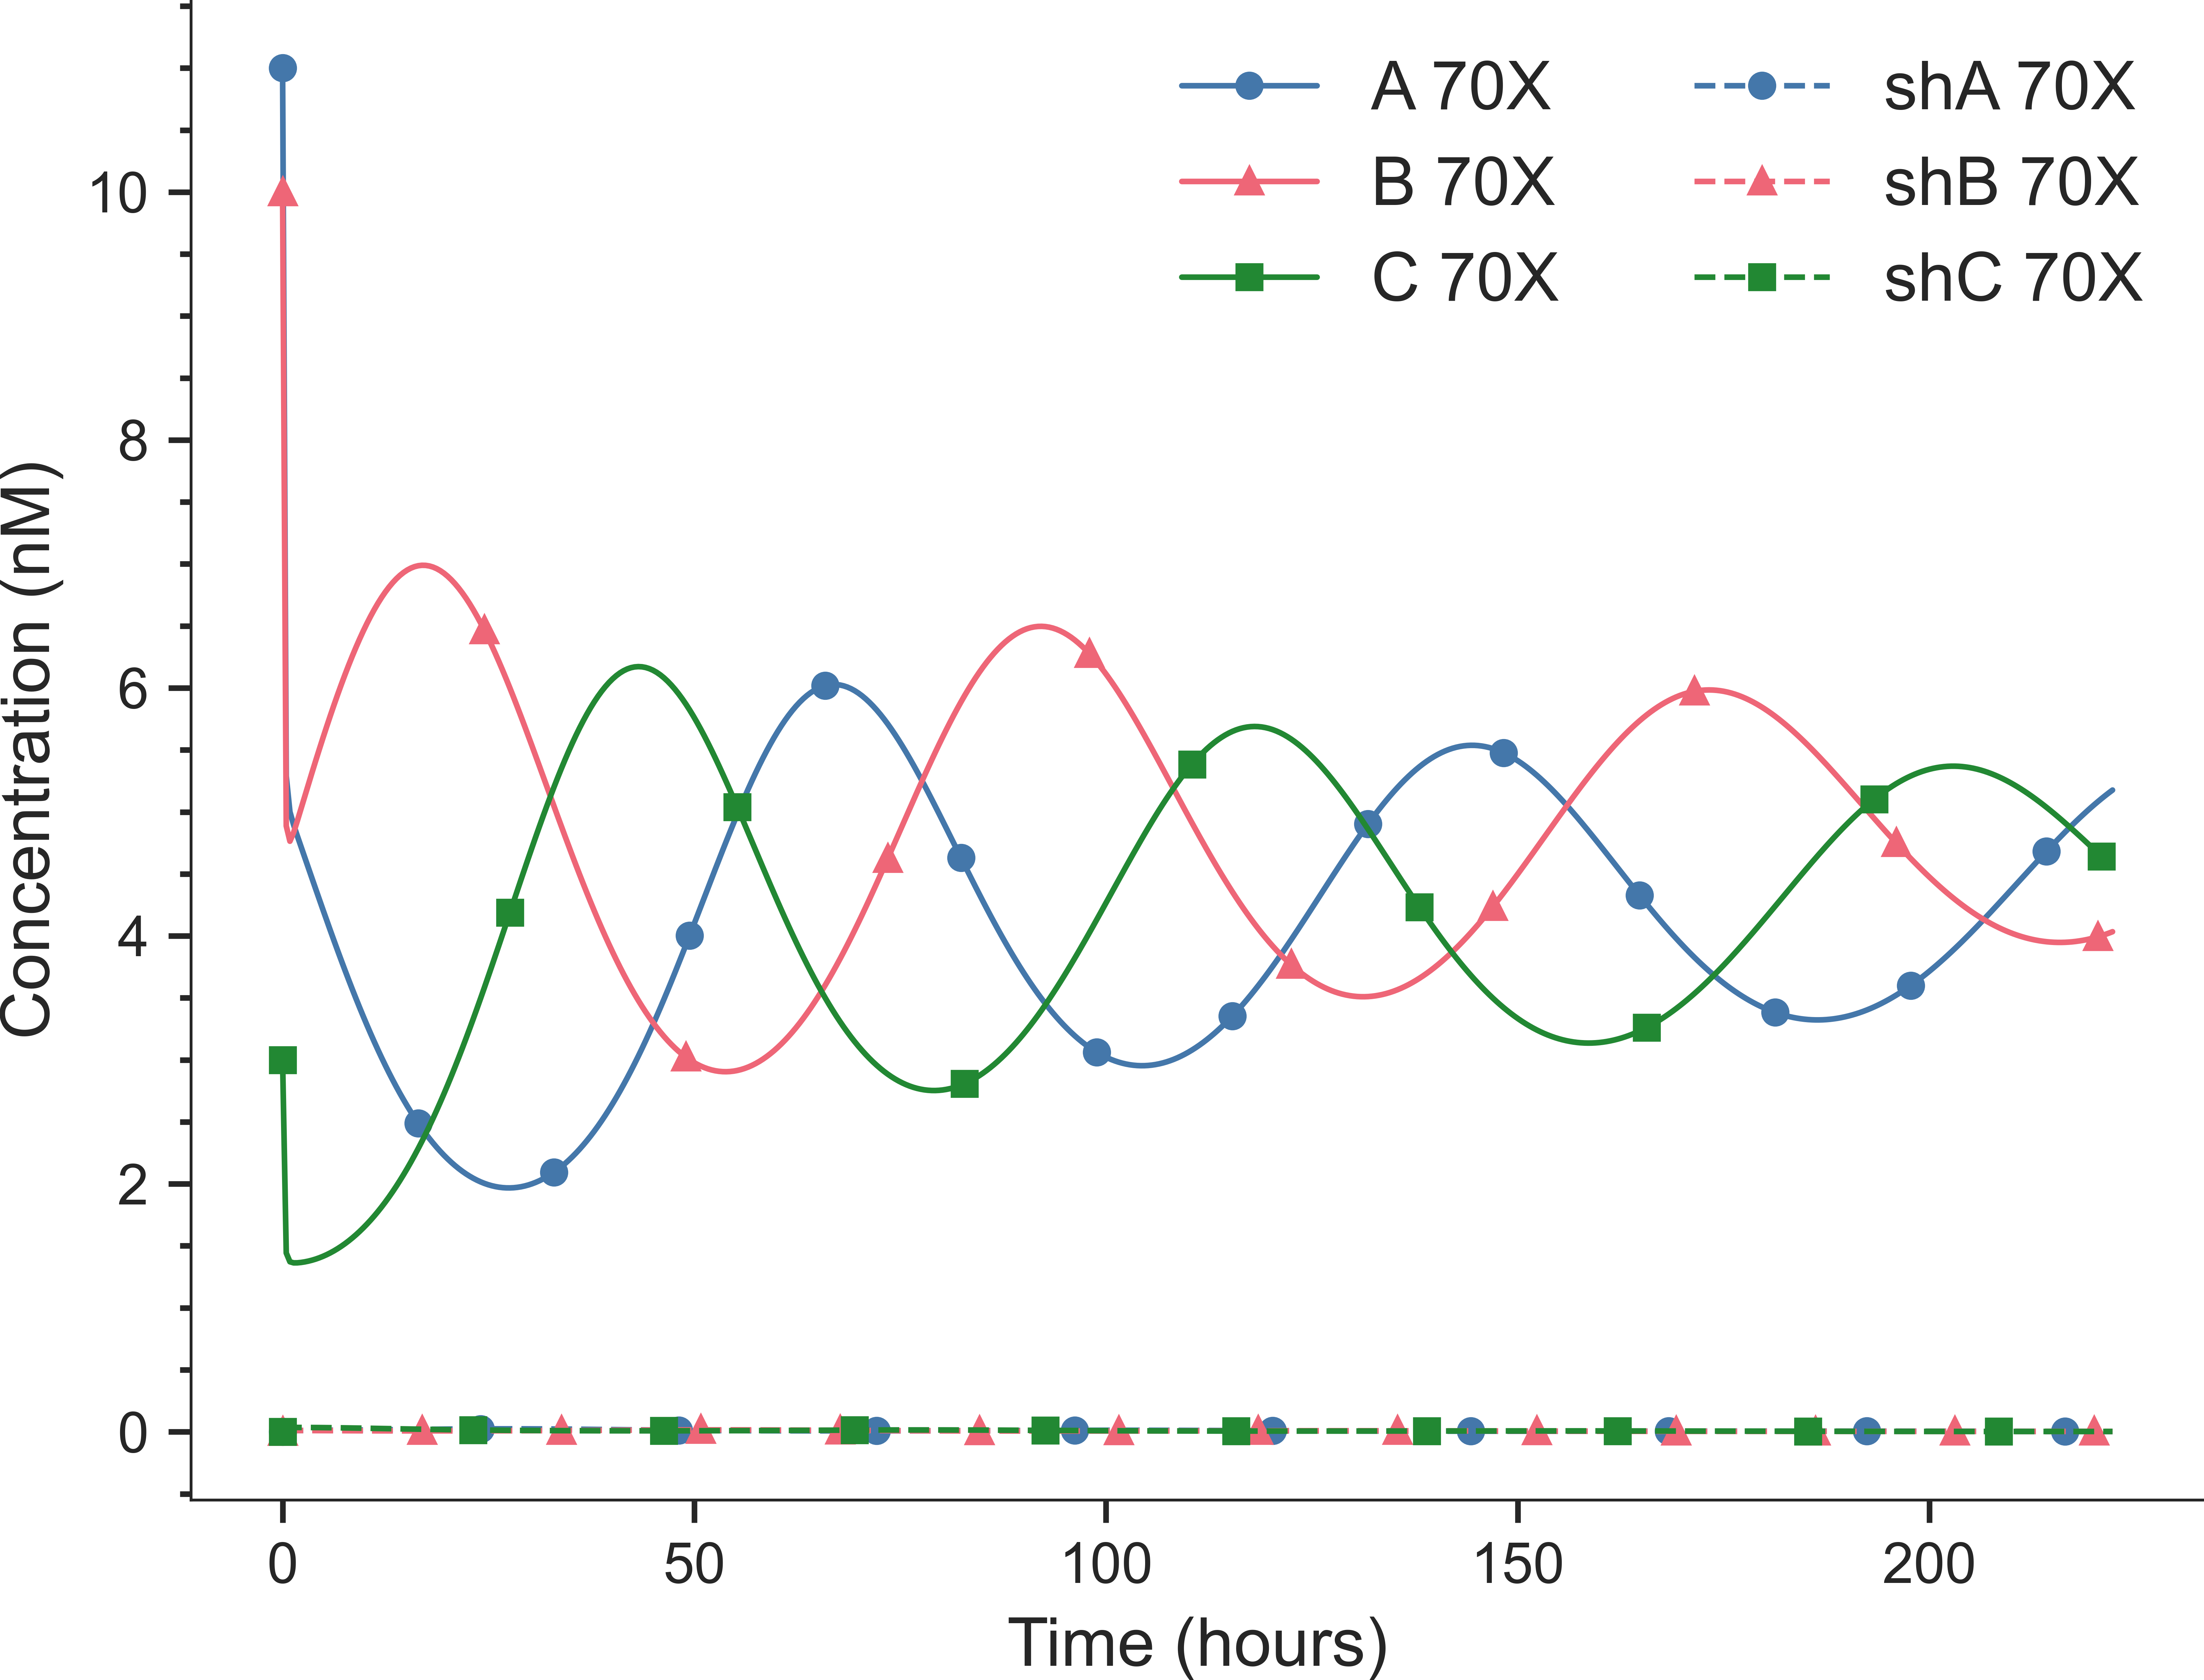 A 70X
B 70X
C 70X
shA 70X
shB 70X
shC 70X
Concentration (nM)
10
8
6
4
2
0
0 50 100 150 200
Time (hours)